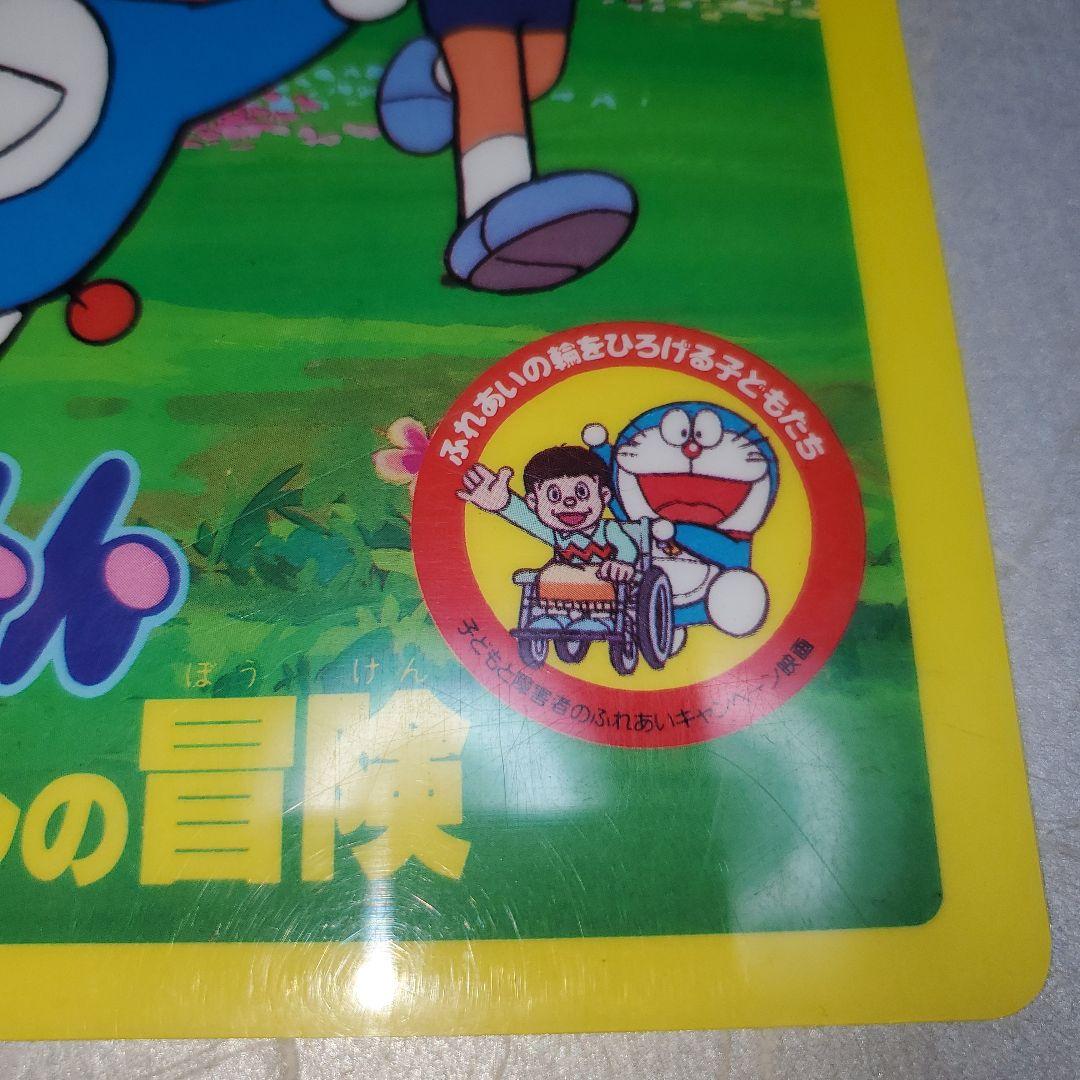 ふれあいの輪をひろげる子どもたち
子どもと障害者のふれあいキャンペーン映画
ぼう けん
の冒険